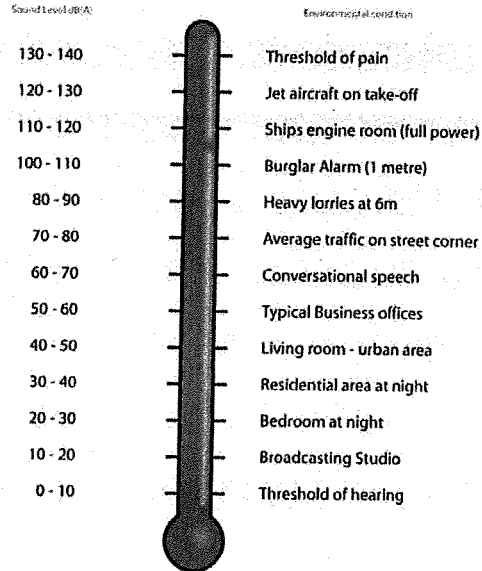 Sound Level dB(A) Environmental condition
130 - 140 Threshold of pain
120 - 130 Jet aircraft on take-off
110 - 120 Ships engine room (full power)
100 - 110 Burglar Alarm (1 metre)
80 - 90 Heavy lorries at 6m
70 - 80 Average traffic on street corner
60 - 70 Conversational speech
50 - 60 Typical Business offices
40 - 50 Living room - urban area
30 - 40 Residential area at night
20 - 30 Bedroom at night
10 - 20 Broadcasting Studio
0 - 10 Threshold of hearing